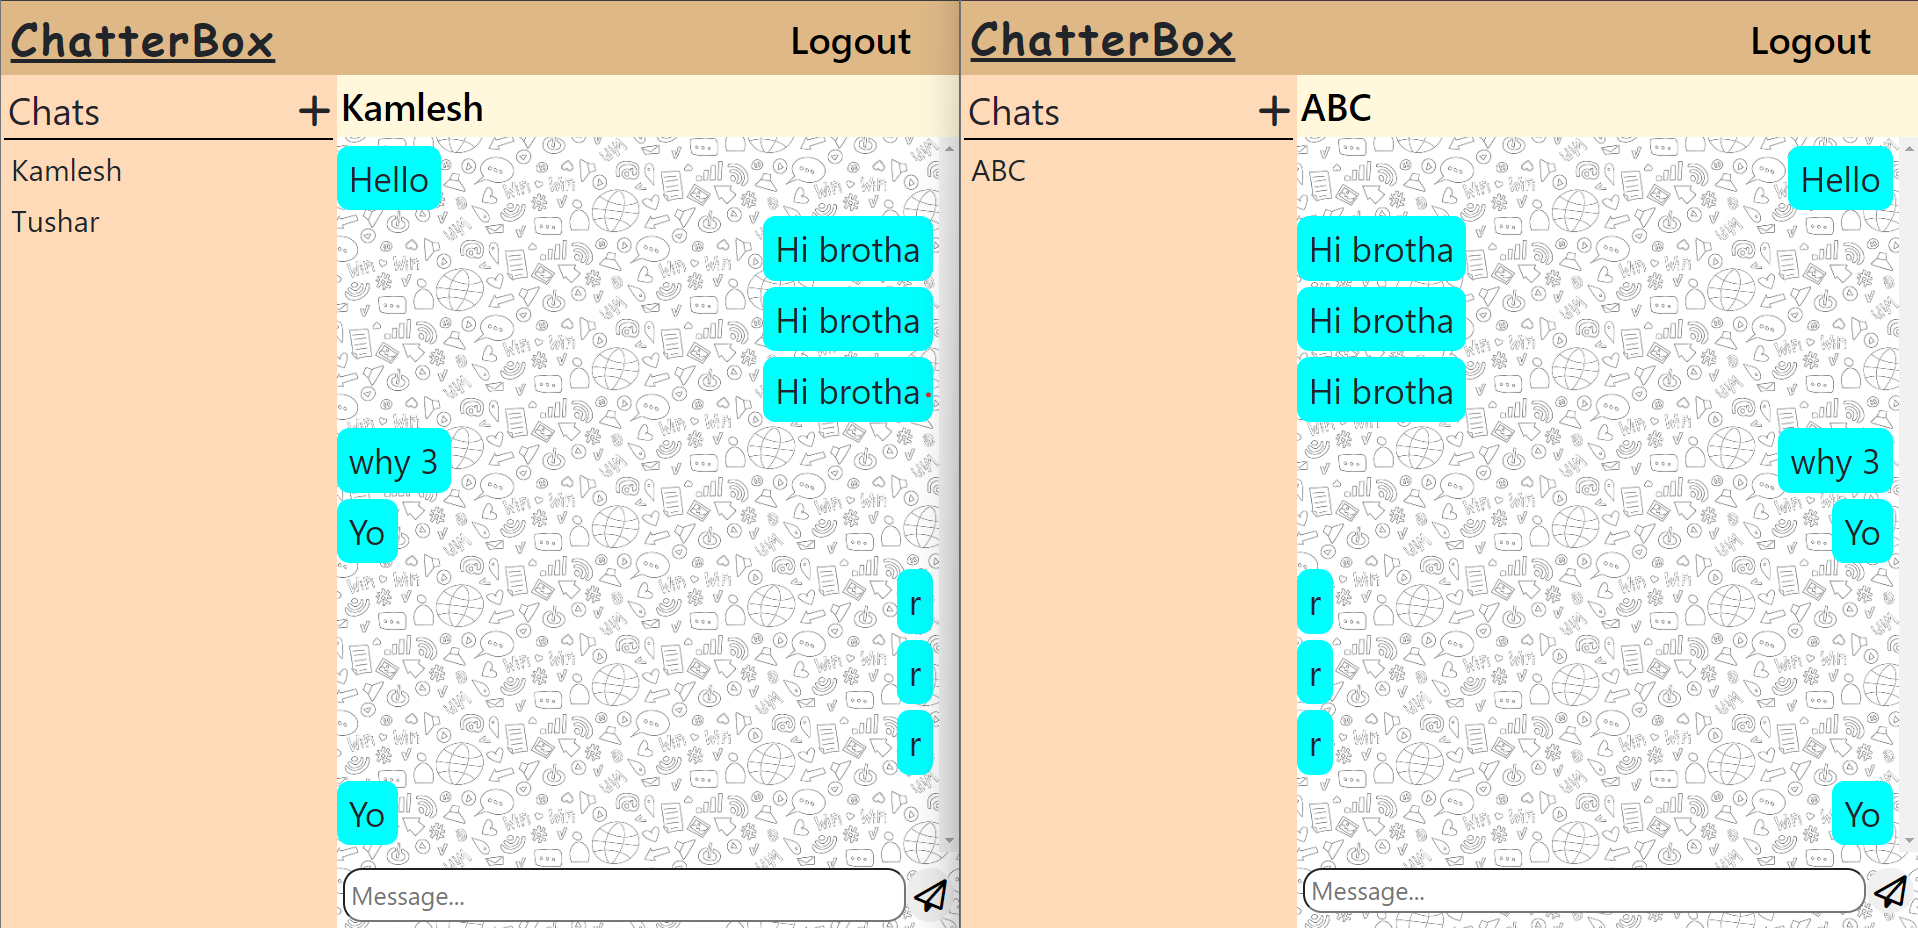 ChatterBox
Logout
Chats
Kamlesh
Kamlesh
Tushar
Hello
Hi brotha
Hi brotha
Hi brotha
why 3
Yo
r
r
r
Yo
Message...
ChatterBox
Logout
Chats
ABC
ABC
Hello
Hi brotha
Hi brotha
Hi brotha
why 3
Yo
r
r
r
Yo
Message...